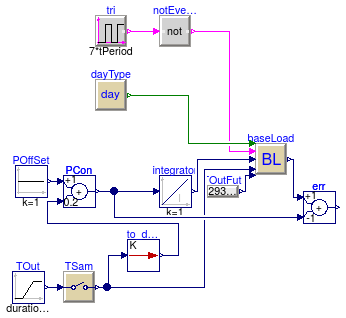 tri
notEve...
not
7*tPeriod
dayType
day
baseLoad
BL
POffSet
k=1
PCon
+1
0.2
+
integrator
k=1
TOutFut
293...
err
+1
+
-1
to_d...
K
TOut
duratio...
TSam